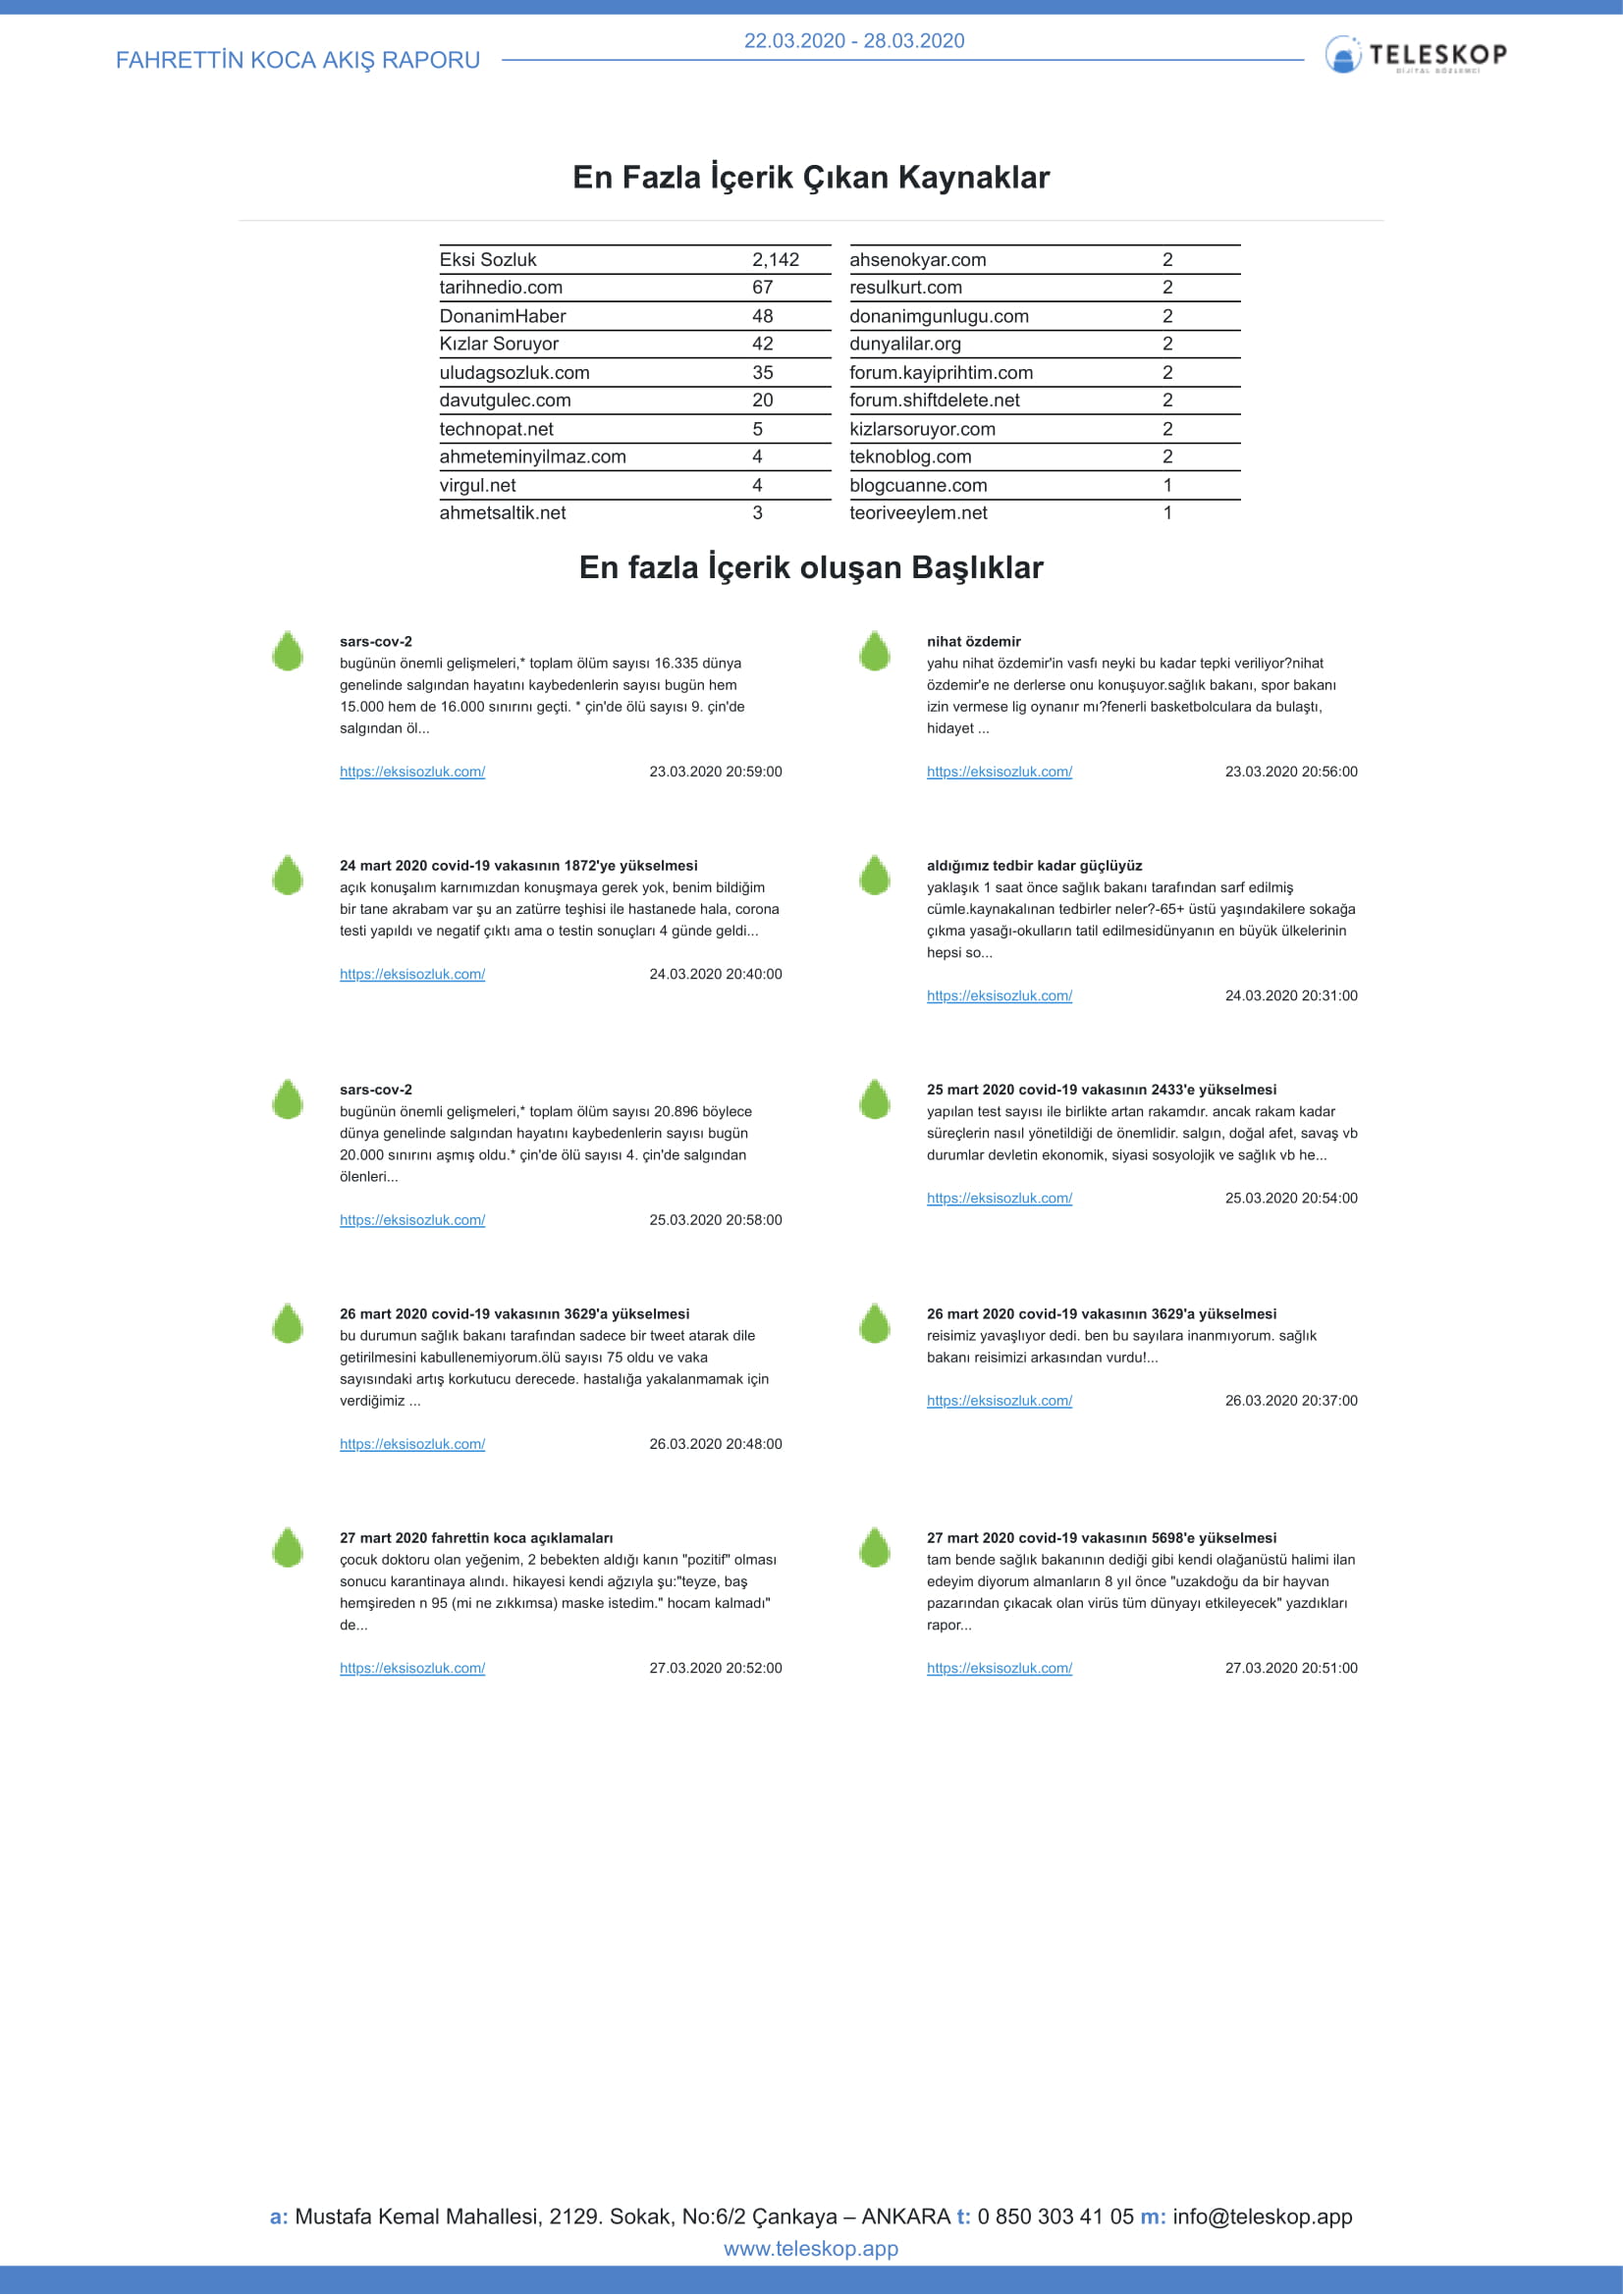 FAHRETTİN KOCA AKIŞ RAPORU
22.03.2020 - 28.03.2020
TELESKOP
DİJİTAL GÖZLEMCİ
En Fazla İçerik Çıkan Kaynaklar
Eksi Sozluk 2,142
tarihnedio.com 67
DonanimHaber 48
Kızlar Soruyor 42
uludagsozluk.com 35
davutgulec.com 20
technopat.net 5
ahmeteminyilmaz.com 4
virgul.net 4
ahmetsaltik.net 3
ahsenokyar.com 2
resulkurt.com 2
donanimgunlugu.com 2
dunyalilar.org 2
forum.kayiprihtim.com 2
forum.shiftdelete.net 2
kizlarsoruyor.com 2
teknoblog.com 2
blogcuanne.com 1
teoriveeylem.net 1
En fazla İçerik oluşan Başlıklar
sars-cov-2
bugünün önemli gelişmeleri,* toplam ölüm sayısı 16.335 dünya
genelinde salgından hayatını kaybedenlerin sayısı bugün hem
15.000 hem de 16.000 sınırını geçti. * çin'de ölü sayısı 9. çin'de
salgından öl...
https://eksisozluk.com/ 23.03.2020 20:59:00
nihat özdemir
yahu nihat özdemir'in vasfı neyki bu kadar tepki veriliyor?nihat
özdemir'e ne derlerse onu konuşuyor.sağlık bakanı, spor bakanı
izin vermese lig oynanır mı?fenerli basketbolculara da bulaştı,
hidayet ...
https://eksisozluk.com/ 23.03.2020 20:56:00
24 mart 2020 covid-19 vakasının 1872'ye yükselmesi
açık konuşalım karnımızdan konuşmaya gerek yok, benim bildiğim
bir tane akrabam var şu an zatürre teşhisi ile hastanede hala, corona
testi yapıldı ve negatif çıktı ama o testin sonuçları 4 günde geldi...
https://eksisozluk.com/ 24.03.2020 20:40:00
aldığımız tedbir kadar güçlüyüz
yaklaşık 1 saat önce sağlık bakanı tarafından sarf edilmiş
cümle.kaynakalınan tedbirler neler?-65+ üstü yaşındakilere sokağa
çıkma yasağı-okulların tatil edilmesidünyanın en büyük ülkelerinin
hepsi so...
https://eksisozluk.com/ 24.03.2020 20:31:00
sars-cov-2
bugünün önemli gelişmeleri,* toplam ölüm sayısı 20.896 böylece
dünya genelinde salgından hayatını kaybedenlerin sayısı bugün
20.000 sınırını aşmış oldu.* çin'de ölü sayısı 4. çin'de salgından
ölenleri...
https://eksisozluk.com/ 25.03.2020 20:58:00
25 mart 2020 covid-19 vakasının 2433'e yükselmesi
yapılan test sayısı ile birlikte artan rakamdır. ancak rakam kadar
süreçlerin nasıl yönetildiği de önemlidir. salgın, doğal afet, savaş vb
durumlar devletin ekonomik, siyasi sosyolojik ve sağlık vb he...
https://eksisozluk.com/ 25.03.2020 20:54:00
26 mart 2020 covid-19 vakasının 3629'a yükselmesi
bu durumun sağlık bakanı tarafından sadece bir tweet atarak dile
getirilmesini kabullenemiyorum.ölü sayısı 75 oldu ve vaka
sayısındaki artış korkutucu derecede. hastalığa yakalanmamak için
verdiğimiz ...
https://eksisozluk.com/ 26.03.2020 20:48:00
26 mart 2020 covid-19 vakasının 3629'a yükselmesi
reisimiz yavaşlıyor dedi. ben bu sayılara inanmıyorum. sağlık
bakanı reisimizi arkasından vurdu!...
https://eksisozluk.com/ 26.03.2020 20:37:00
27 mart 2020 fahrettin koca açıklamaları
çocuk doktoru olan yeğenim, 2 bebekten aldığı kanın "pozitif" olması
sonucu karantinaya alındı. hikayesi kendi ağzıyla şu:"teyze, baş
hemşireden n 95 (mi ne zıkkımsa) maske istedim." hocam kalmadı"
de...
https://eksisozluk.com/ 27.03.2020 20:52:00
27 mart 2020 covid-19 vakasının 5698'e yükselmesi
tam bende sağlık bakanının dediği gibi kendi olağanüstü halimi ilan
edeyim diyorum almanların 8 yıl önce "uzakdoğu da bir hayvan
pazarından çıkacak olan virüs tüm dünyayı etkileyecek" yazdıkları
rapor...
https://eksisozluk.com/ 27.03.2020 20:51:00
a: Mustafa Kemal Mahallesi, 2129. Sokak, No:6/2 Çankaya – ANKARA t: 0 850 303 41 05 m: info@teleskop.app
www.teleskop.app